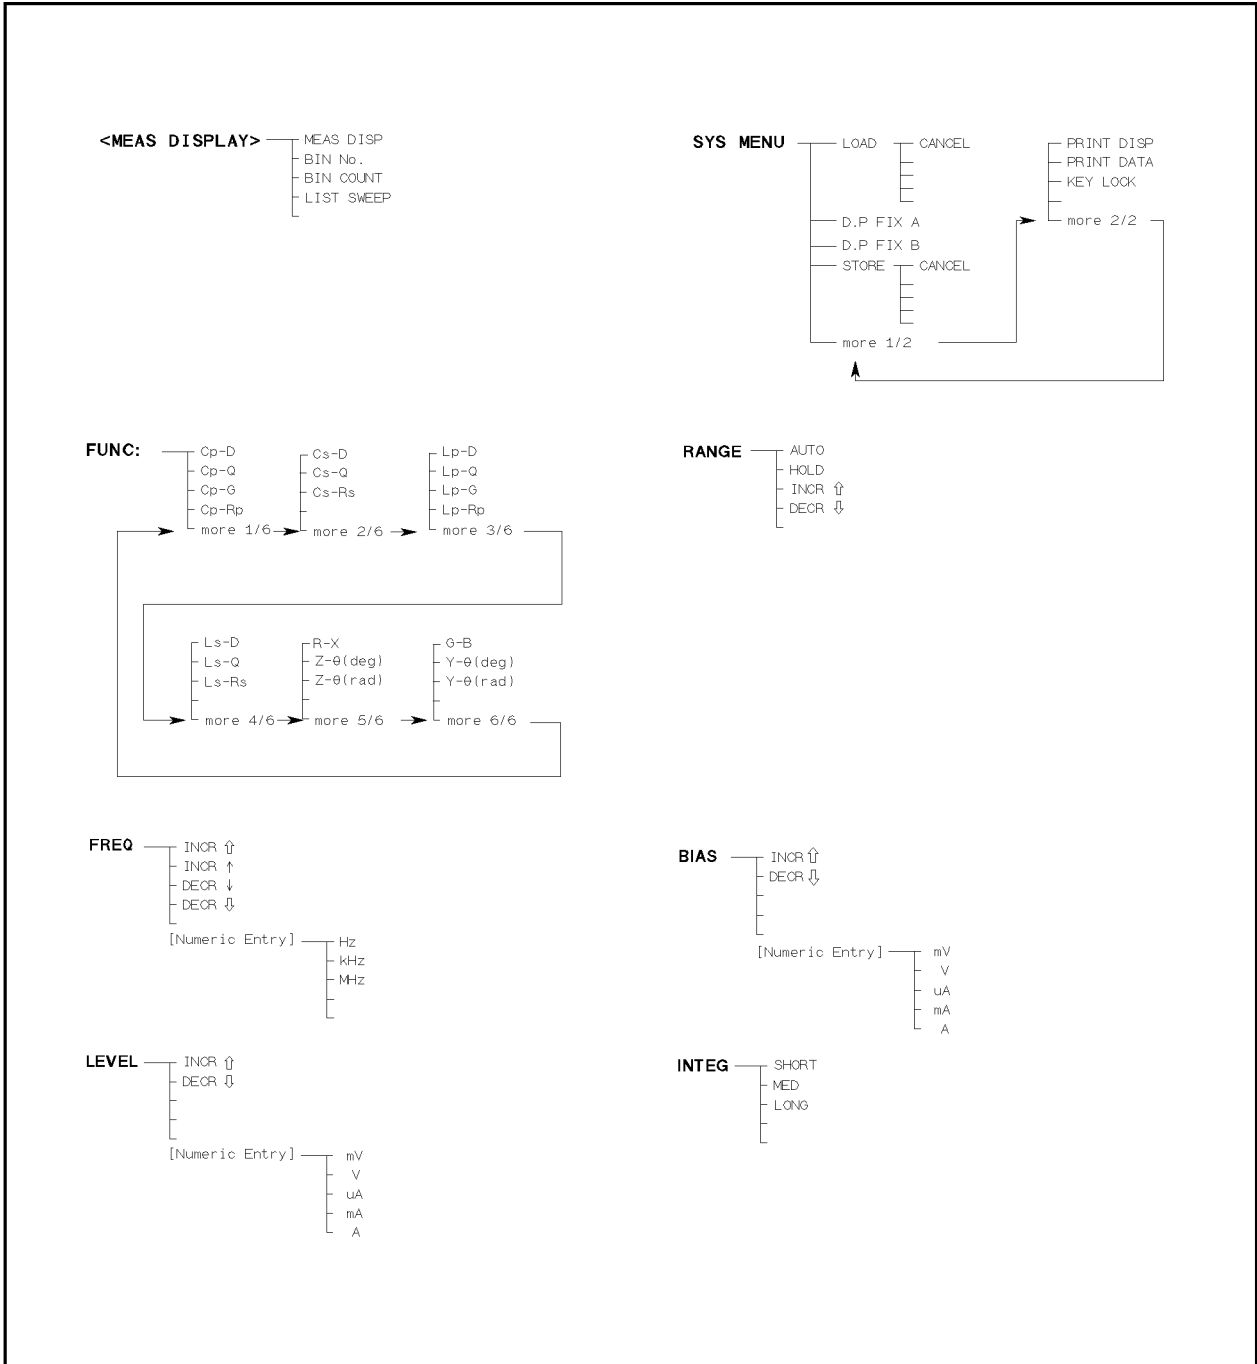 <MEAS DISPLAY>
MEAS DISP
BIN No.
BIN COUNT
LIST SWEEP
SYS MENU
LOAD
CANCEL
D.P FIX A
D.P FIX B
STORE
CANCEL
more 1/2
PRINT DISP
PRINT DATA
KEY LOCK
more 2/2
FUNC:
Cp-D
Cp-Q
Cp-G
Cp-Rp
more 1/6
Cs-D
Cs-Q
Cs-Rs
more 2/6
Lp-D
Lp-Q
Lp-G
Lp-Rp
more 3/6
Ls-D
Ls-Q
Ls-Rs
more 4/6
R-X
Z-θ(deg)
Z-θ(rad)
more 5/6
G-B
Y-θ(deg)
Y-θ(rad)
more 6/6
RANGE
AUTO
HOLD
INCR ⇧
DECR ⇩
FREQ
INCR ⇧
INCR ↑
DECR ↓
DECR ⇩
[Numeric Entry]
Hz
kHz
MHz
BIAS
INCR ⇧
DECR ⇩
[Numeric Entry]
mV
V
uA
mA
A
LEVEL
INCR ⇧
DECR ⇩
[Numeric Entry]
mV
V
uA
mA
A
INTEG
SHORT
MED
LONG